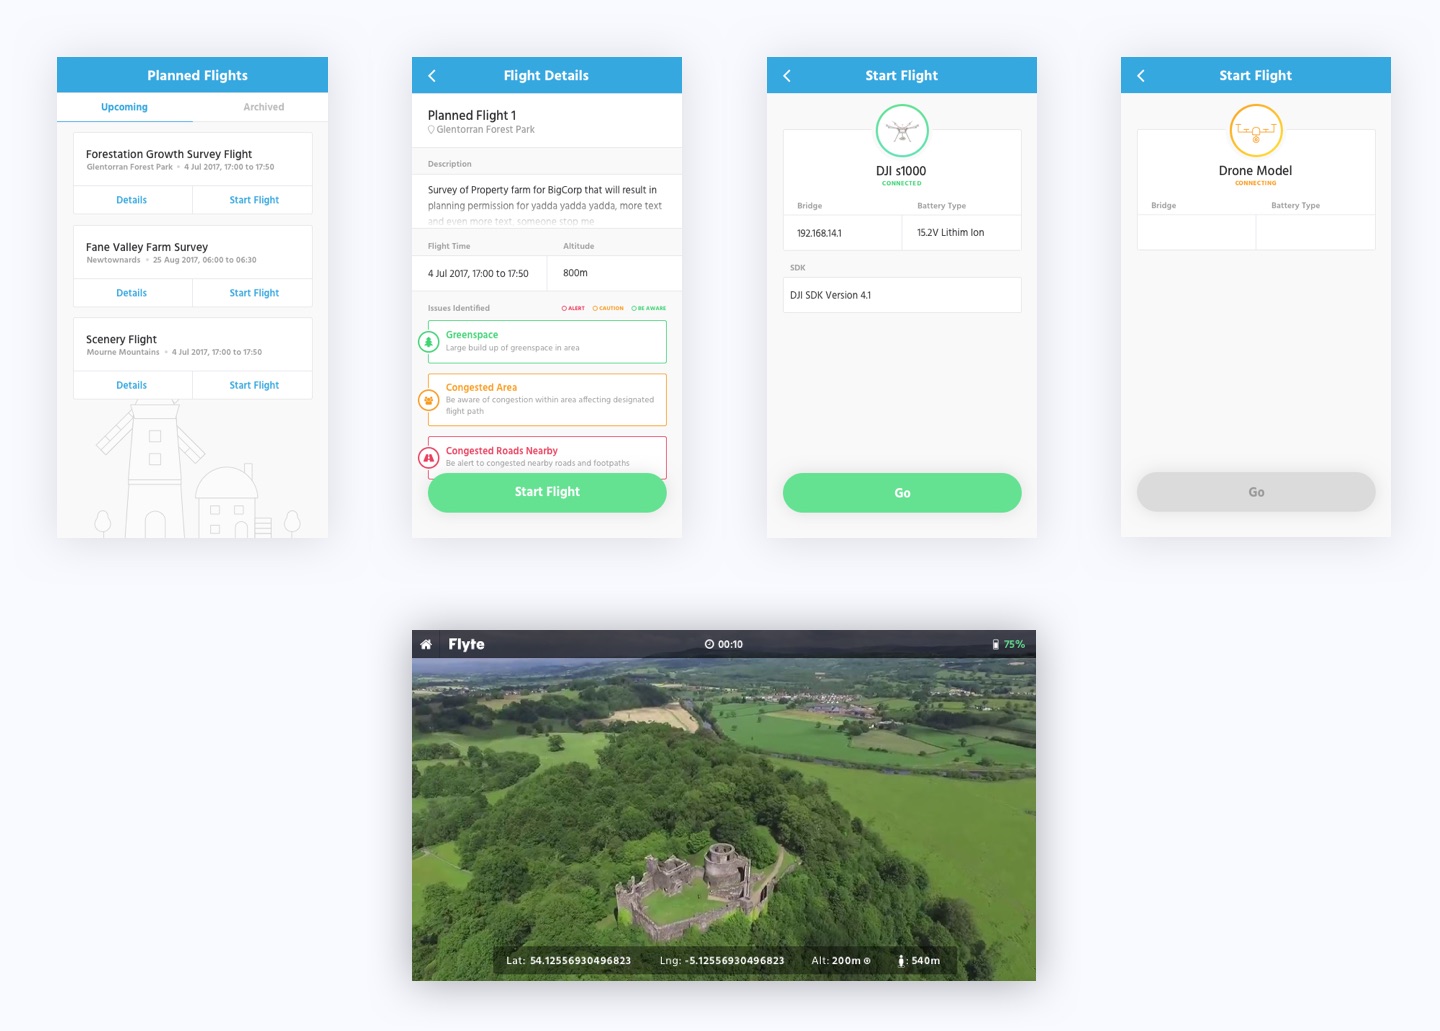 Planned Flights
Upcoming
Archived
Forestation Growth Survey Flight
Glentorran Forest Park • 4 Jul 2017, 17:00 to 17:50
Details
Start Flight
Fane Valley Farm Survey
Newtownards • 25 Aug 2017, 06:00 to 06:30
Details
Start Flight
Scenery Flight
Mourne Mountains • 4 Jul 2017, 17:00 to 17:50
Details
Start Flight
Flight Details
Planned Flight 1
Glentorran Forest Park
Description
Survey of Property farm for BigCorp that will result in
planning permission for yadda yadda yadda, more text
and even more text, someone stop me
Flight Time
Altitude
4 Jul 2017, 17:00 to 17:50
800m
Issues Identified
ALERT
CAUTION
BE AWARE
Greenspace
Large build up of greenspace in area
Congested Area
Be aware of congestion within area affecting designated
flight path
Congested Roads Nearby
Be alert to congested nearby roads and footpaths
Start Flight
Start Flight
DJI s1000
CONNECTED
Bridge
Battery Type
192.168.14.1
15.2V Lithim Ion
SDK
DJI SDK Version 4.1
Go
Start Flight
Drone Model
CONNECTING
Bridge
Battery Type
Go
Flyte
00:10
75%
Lat: 54.12556930496823
Lng: -5.12556930496823
Alt: 200m
: 540m